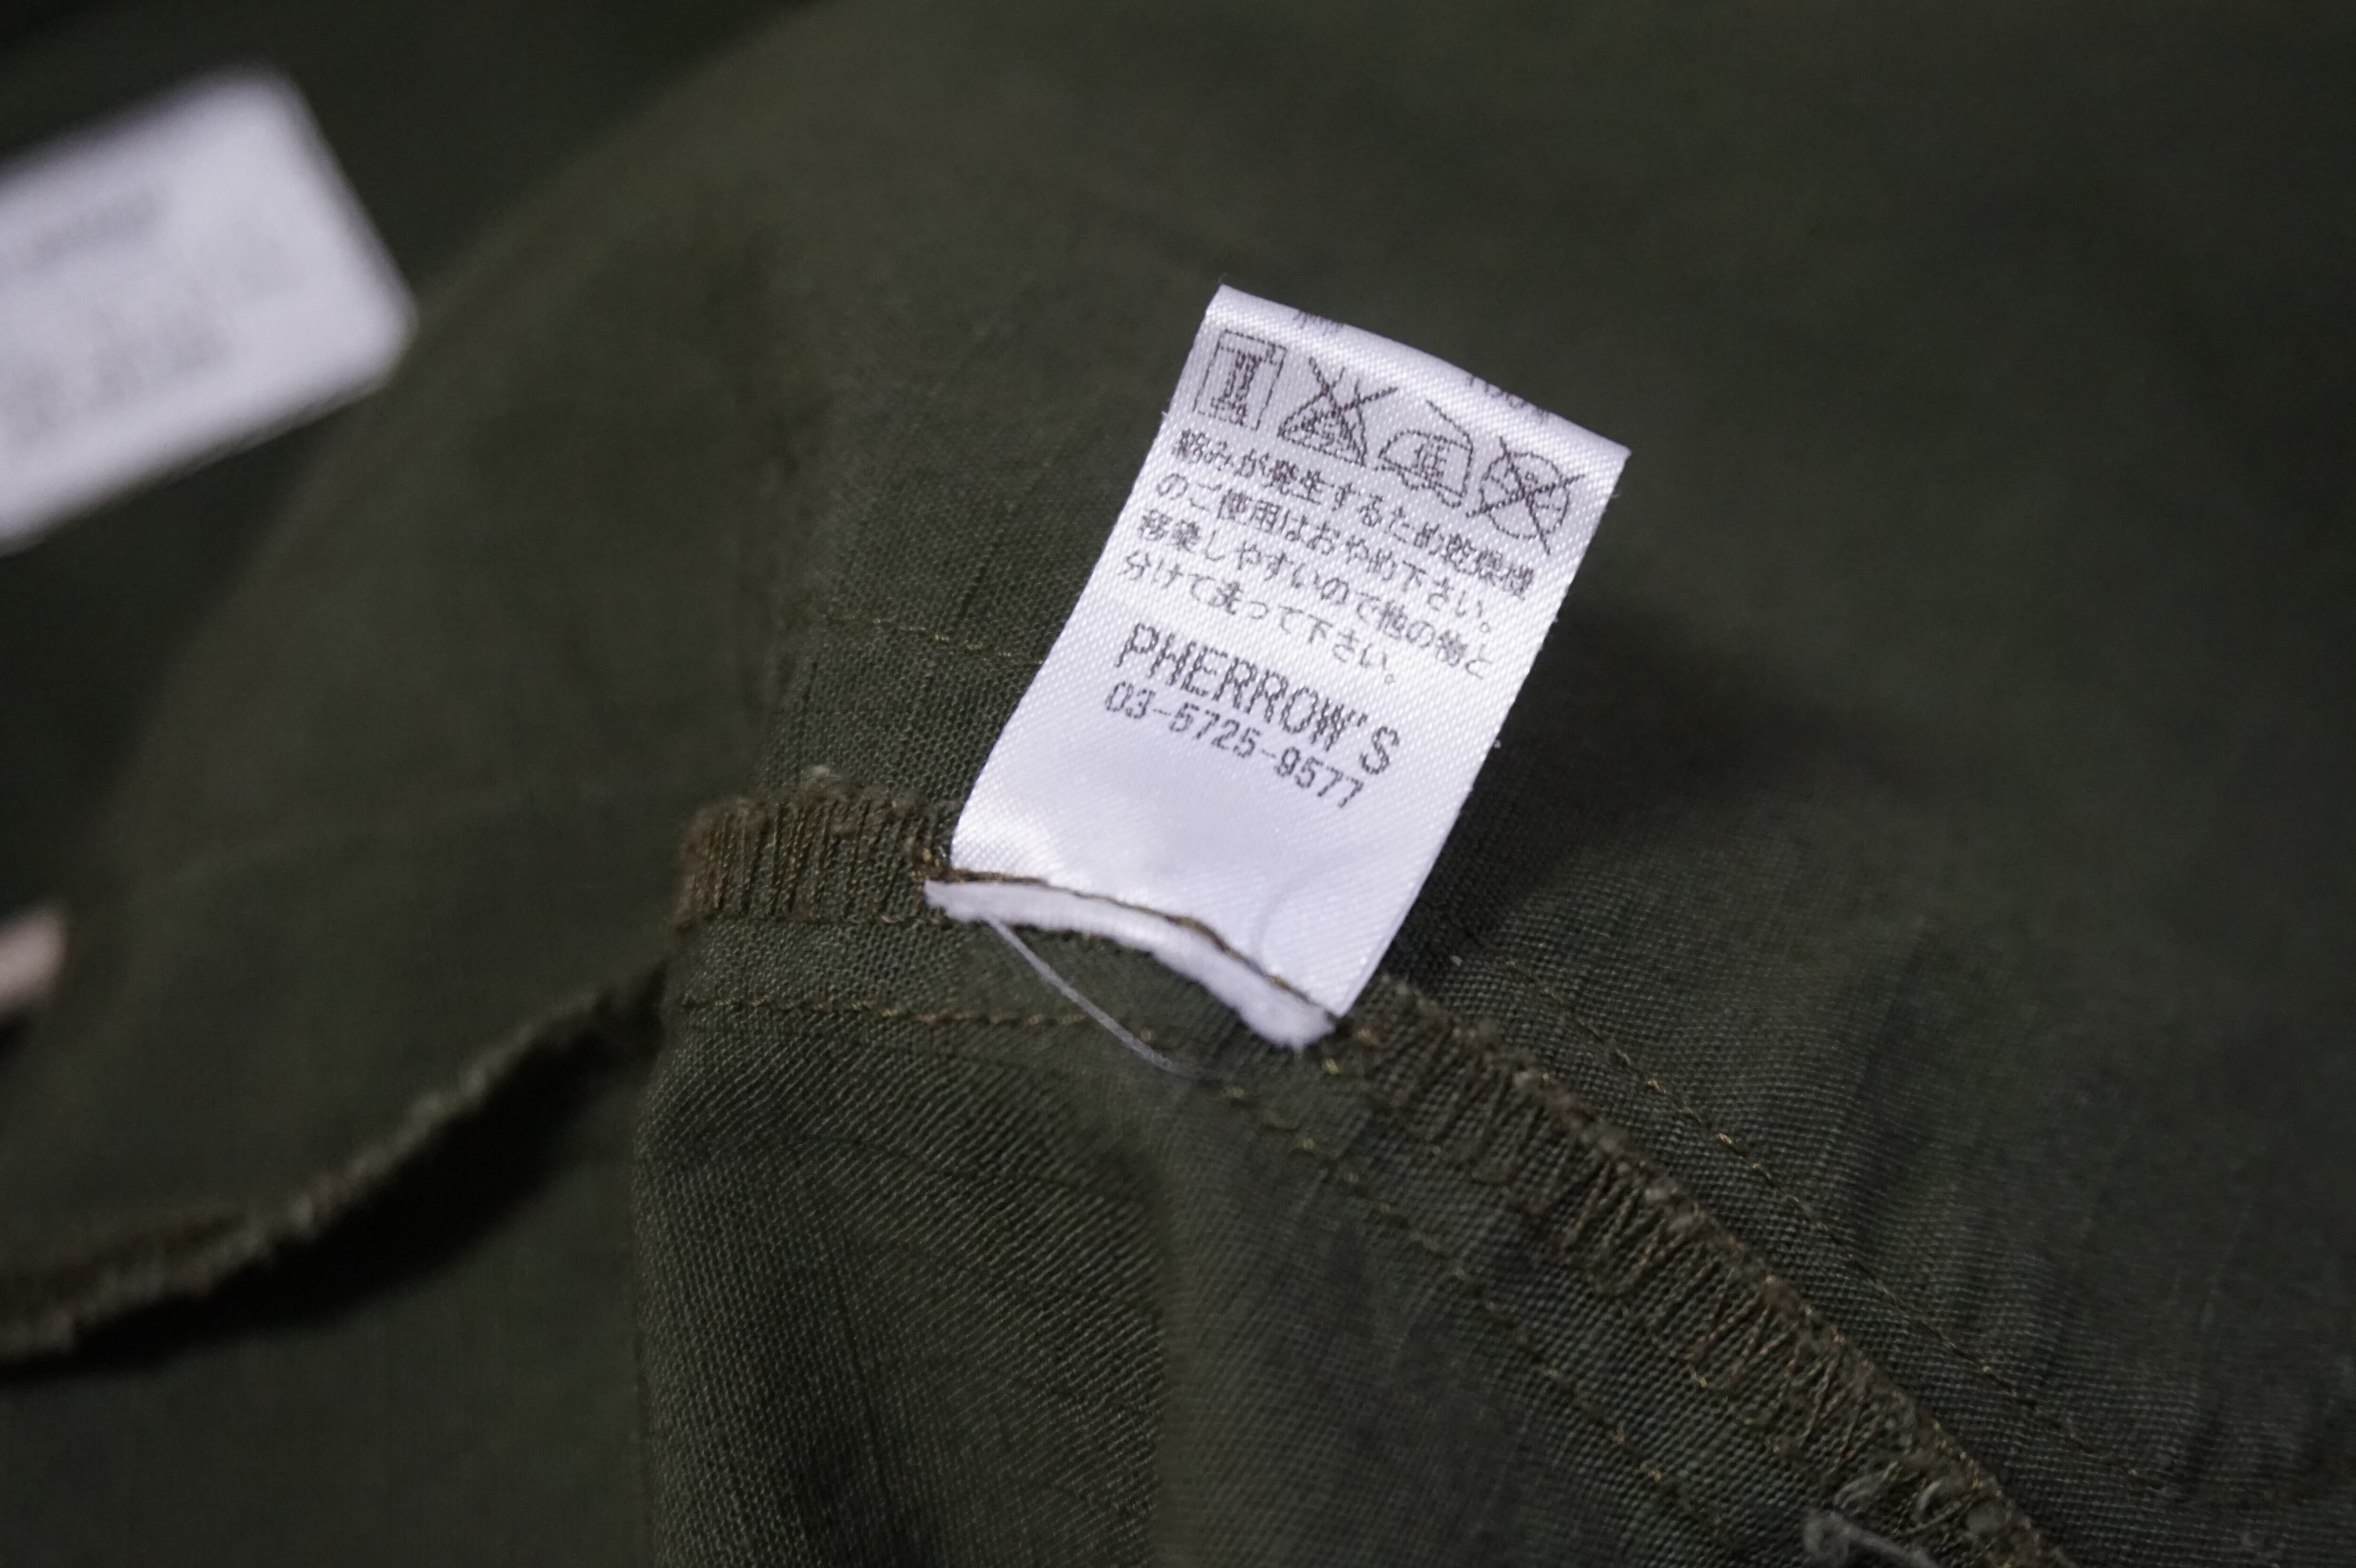 中
縮みが発生するため乾燥機
のご使用はおやめ下さい。
移染しやすいので他の物と
分けて洗って下さい。
PHERROW'S
03-5725-9577